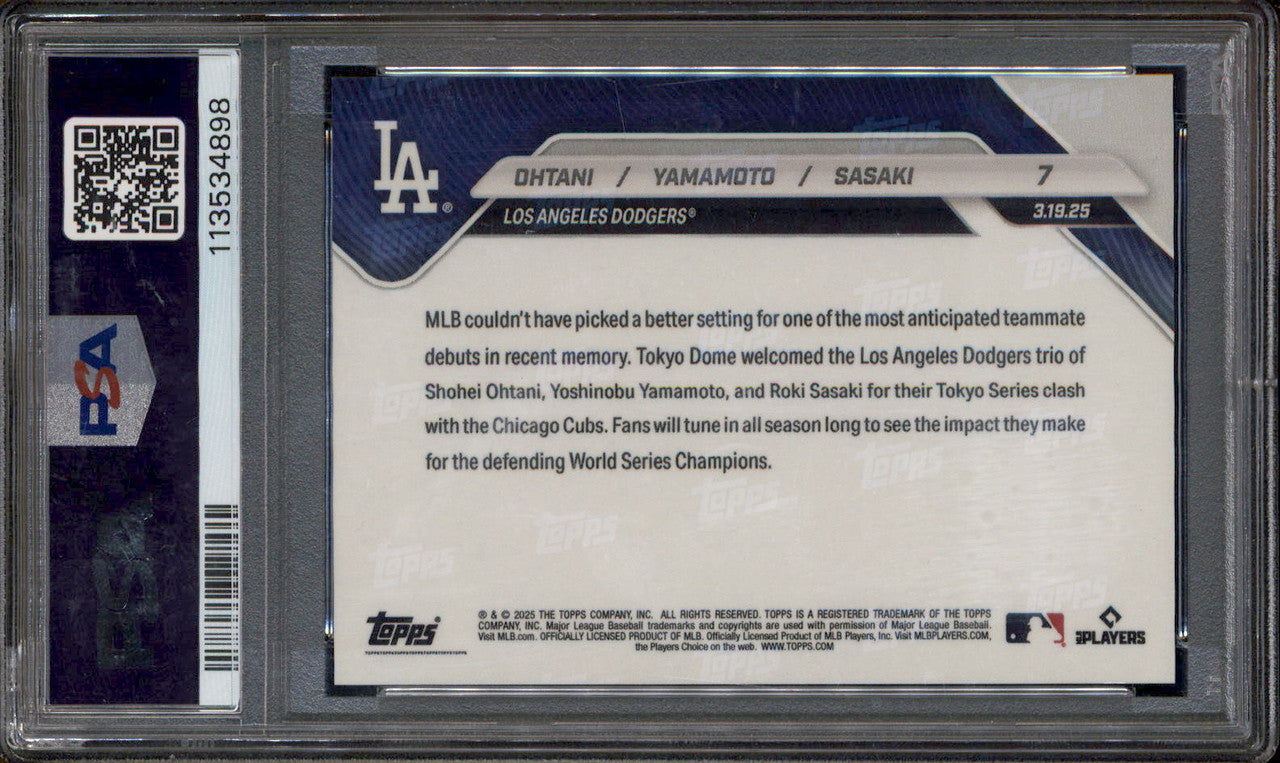 113534898
PSA
LA
OHTANI / YAMAMOTO / SASAKI 7
LOS ANGELES DODGERS® 3.19.25
MLB couldn't have picked a better setting for one of the most anticipated teammate
debuts in recent memory. Tokyo Dome welcomed the Los Angeles Dodgers trio of
Shohei Ohtani, Yoshinobu Yamamoto, and Roki Sasaki for their Tokyo Series clash
with the Chicago Cubs. Fans will tune in all season long to see the impact they make
for the defending World Series Champions.
Topps
® & © 2025 THE TOPPS COMPANY, INC. ALL RIGHTS RESERVED. TOPPS IS A REGISTERED TRADEMARK OF THE TOPPS
COMPANY, INC. Major League Baseball trademarks and copyrights are used with permission of Major League Baseball.
Visit MLB.com. OFFICIALLY LICENSED PRODUCT OF MLB. Officially Licensed Product of MLB Players, Inc. Visit MLBPLAYERS.COM,
the Players Choice on the web. WWW.TOPPS.COM
MLB PLAYERS